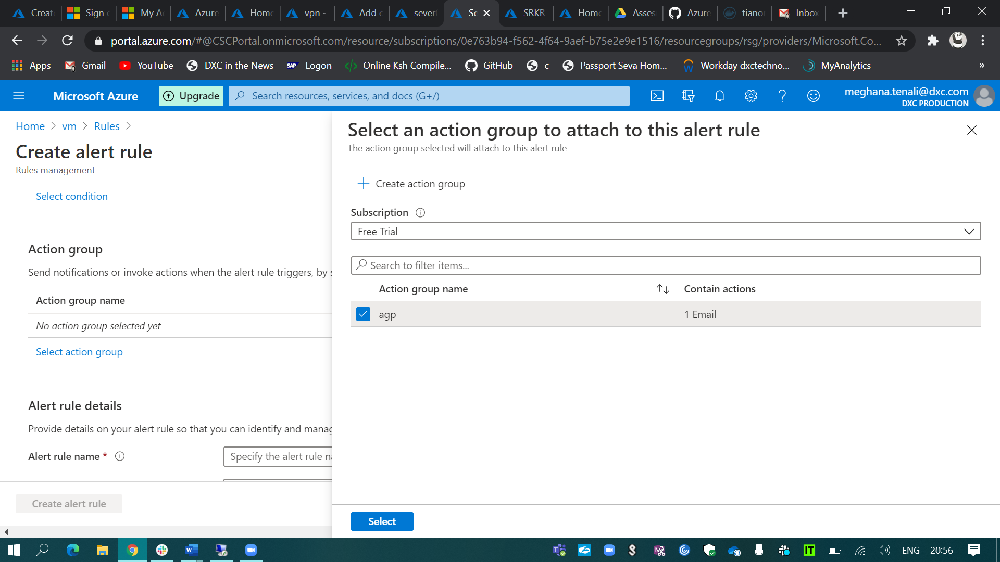 Create
Sign
My A
Azure
Home
vpn -
Add c
sever
Se
SRKR
Home
Asses
Azure
tiano
Inbox
portal.azure.com/#@CSCPortal.onmicrosoft.com/resource/subscriptions/0e763b94-f562-4f64-9aef-b75e2e9e1516/resourcegroups/rsg/providers/Microsoft.Co...
Apps
Gmail
YouTube
DXC in the News
SAP
Logon
Online Ksh Compile...
GitHub
c
Passport Seva Hom...
Workday dxctechno...
MyAnalytics
»
Microsoft Azure
Upgrade
Search resources, services, and docs (G+/)
meghana.tenali@dxc.com
DXC PRODUCTION
Home > vm > Rules >
Create alert rule
Rules management
Select condition
Action group
Send notifications or invoke actions when the alert rule triggers, by s
Action group name
No action group selected yet
Select action group
Alert rule details
Provide details on your alert rule so that you can identify and manag
Alert rule name *
Specify the alert rule na
Create alert rule
Select an action group to attach to this alert rule
The action group selected will attach to this alert rule
+ Create action group
Subscription
Free Trial
Search to filter items...
Action group name
Contain actions
agp
1 Email
Select
ENG
20:56